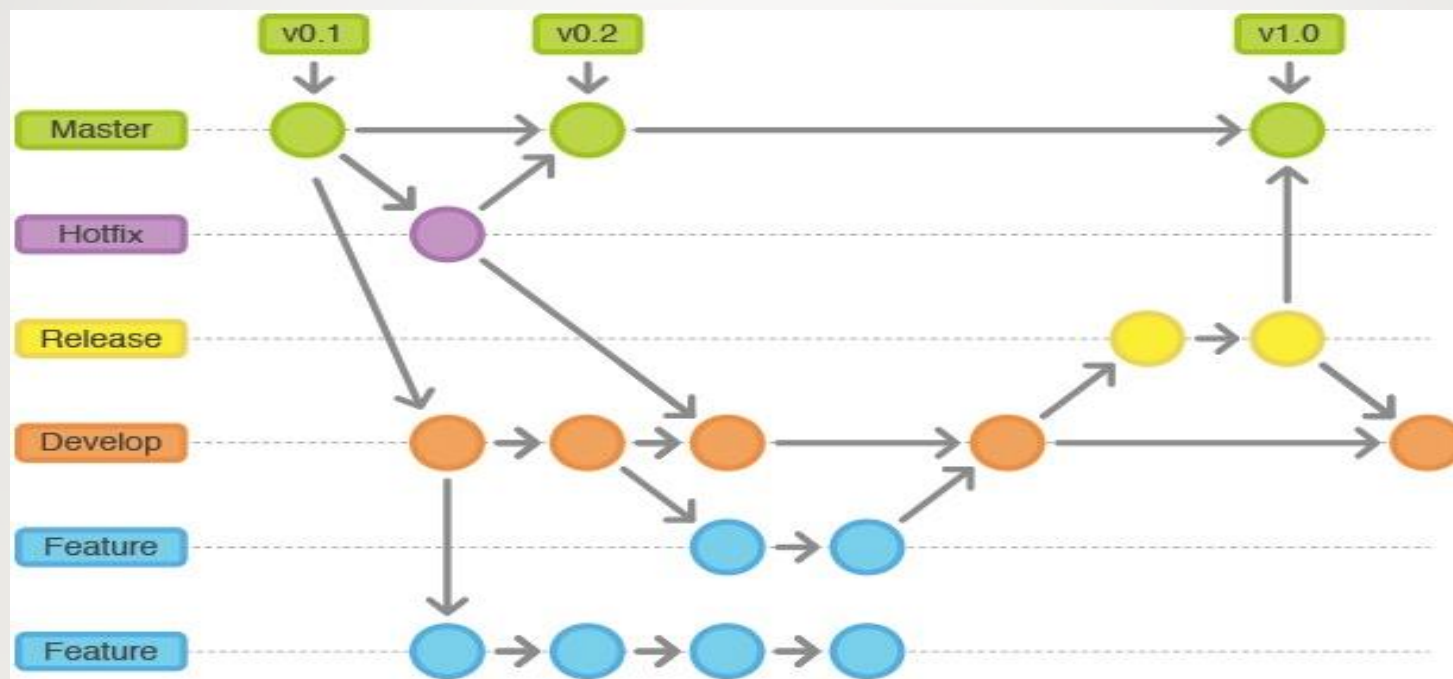 v0.1
v0.2
v1.0
Master
Hotfix
Release
Develop
Feature
Feature